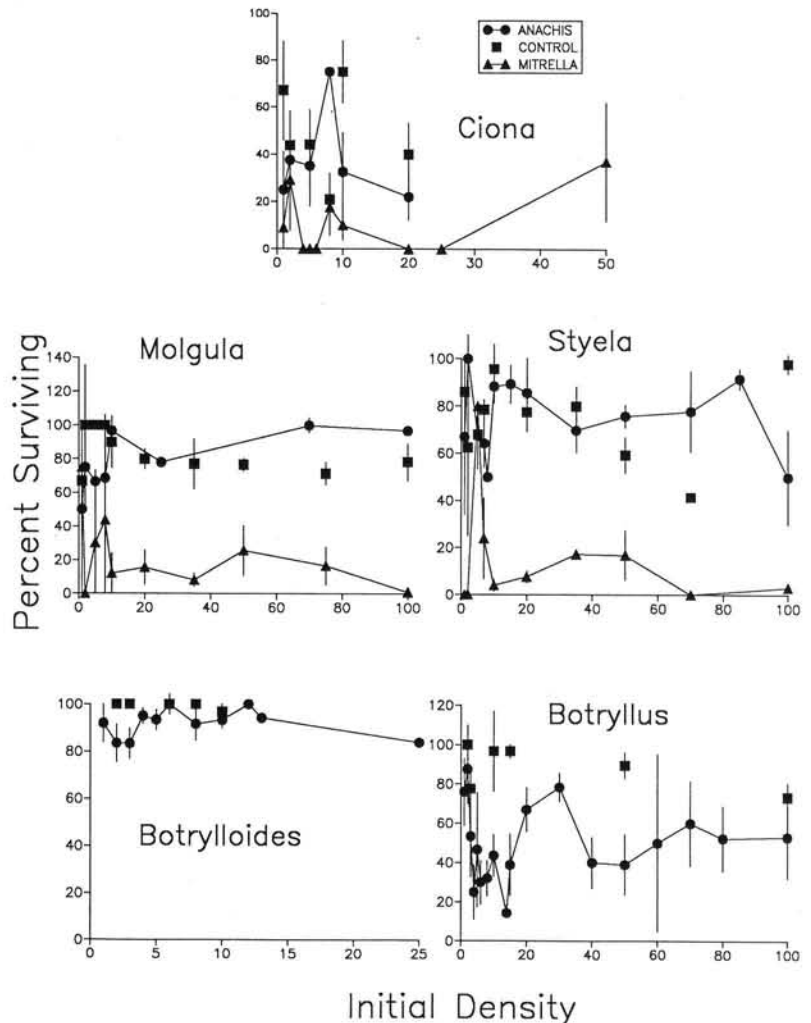 ANACHIS
CONTROL
MITRELLA
100
80
60
40
20
0
Ciona
0 10 20 30 40 50
Percent Surviving
140
120
100
80
60
40
20
0
Molgula
0 20 40 60 80 100
100
80
60
40
20
0
Styela
0 20 40 60 80 100
100
80
60
40
20
0
Botrylloides
0 5 10 15 20 25
120
100
80
60
40
20
0
Botryllus
0 20 40 60 80 100
Initial Density